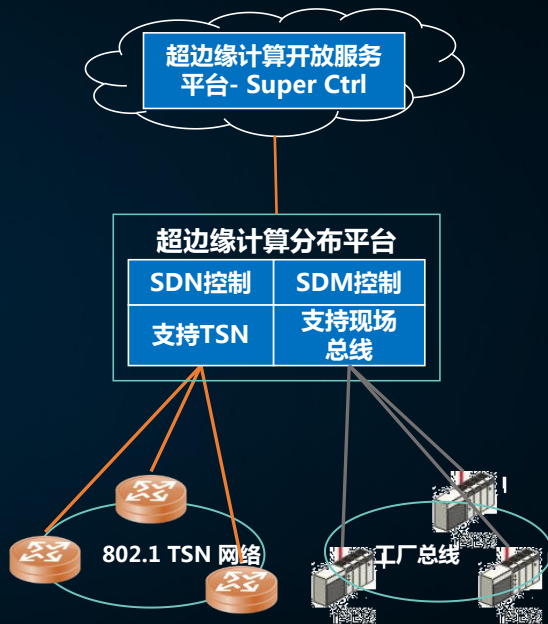 超边缘计算开放服务
平台- Super Ctrl
超边缘计算分布平台
SDN控制
SDM控制
支持TSN
支持现场
总线
802.1 TSN 网络
工厂总线